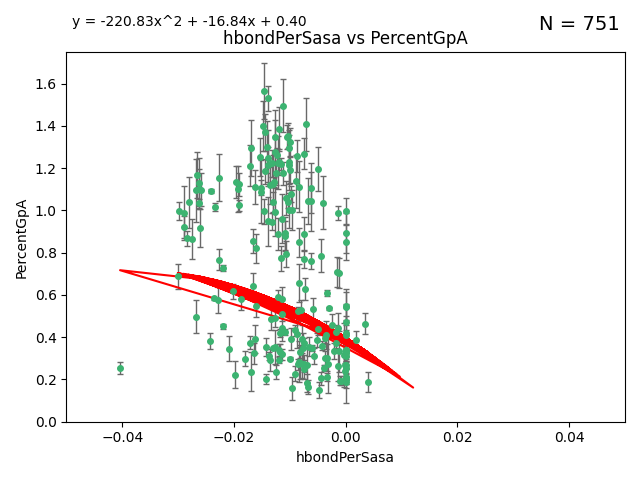 y = -220.83x^2 + -16.84x + 0.40
N = 751
hbondPerSasa vs PercentGpA
1.6
1.4
1.2
1.0
0.8
0.6
0.4
0.2
0.0
PercentGpA
−0.04
−0.02
0.00
0.02
0.04
hbondPerSasa